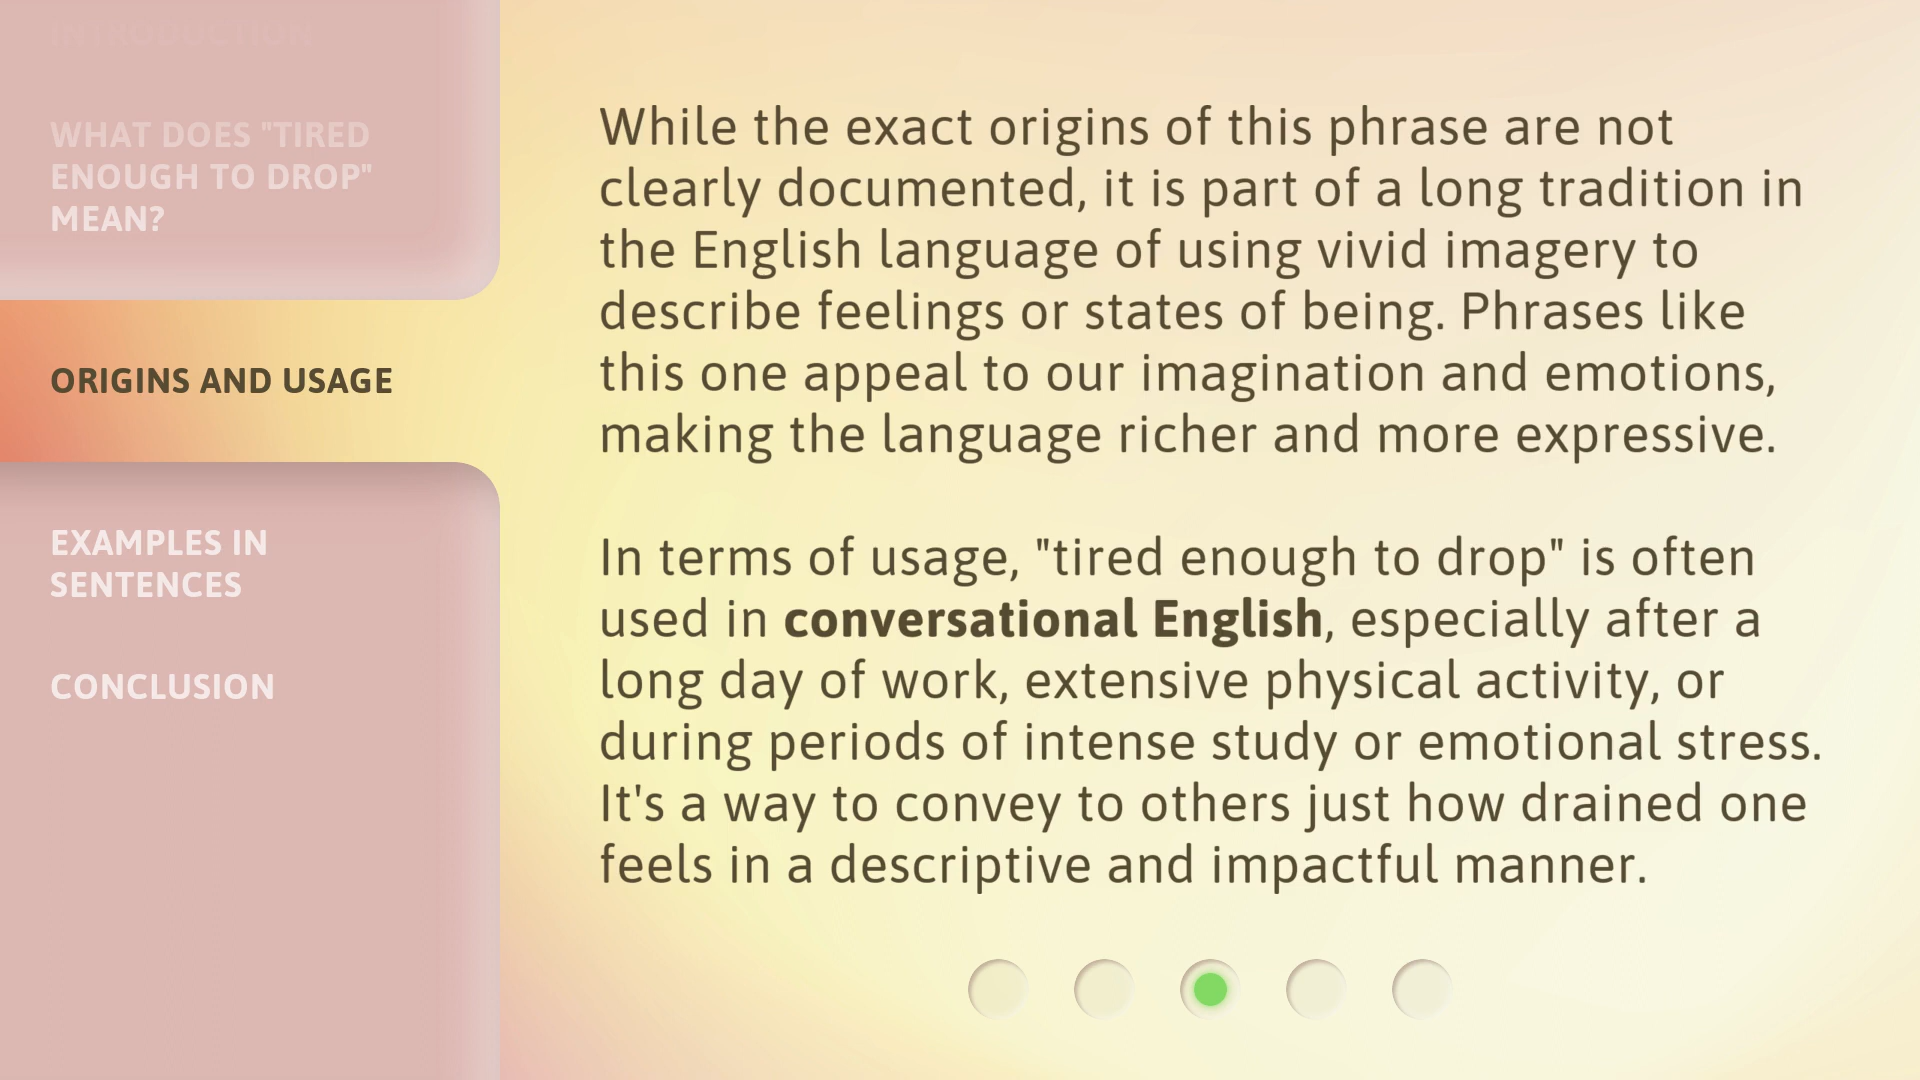 INTRODUCTION
WHAT DOES "TIRED
ENOUGH TO DROP"
MEAN?
ORIGINS AND USAGE
EXAMPLES IN
SENTENCES
CONCLUSION
While the exact origins of this phrase are not
clearly documented, it is part of a long tradition in
the English language of using vivid imagery to
describe feelings or states of being. Phrases like
this one appeal to our imagination and emotions,
making the language richer and more expressive.
In terms of usage, "tired enough to drop" is often
used in conversational English, especially after a
long day of work, extensive physical activity, or
during periods of intense study or emotional stress.
It's a way to convey to others just how drained one
feels in a descriptive and impactful manner.